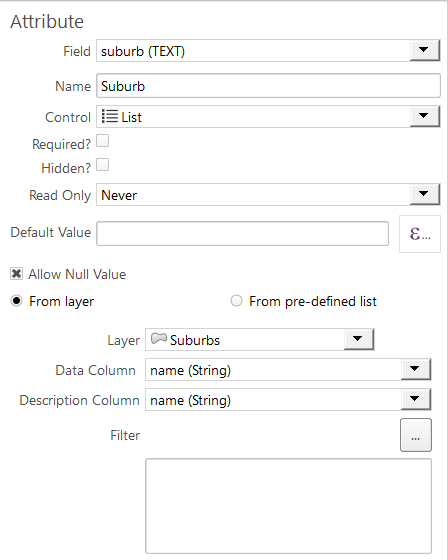 Attribute
Field suburb (TEXT)
Name Suburb
Control List
Required?
Hidden?
Read Only Never
Default Value ε...
Allow Null Value
From layer From pre-defined list
Layer Suburbs
Data Column name (String)
Description Column name (String)
Filter ...